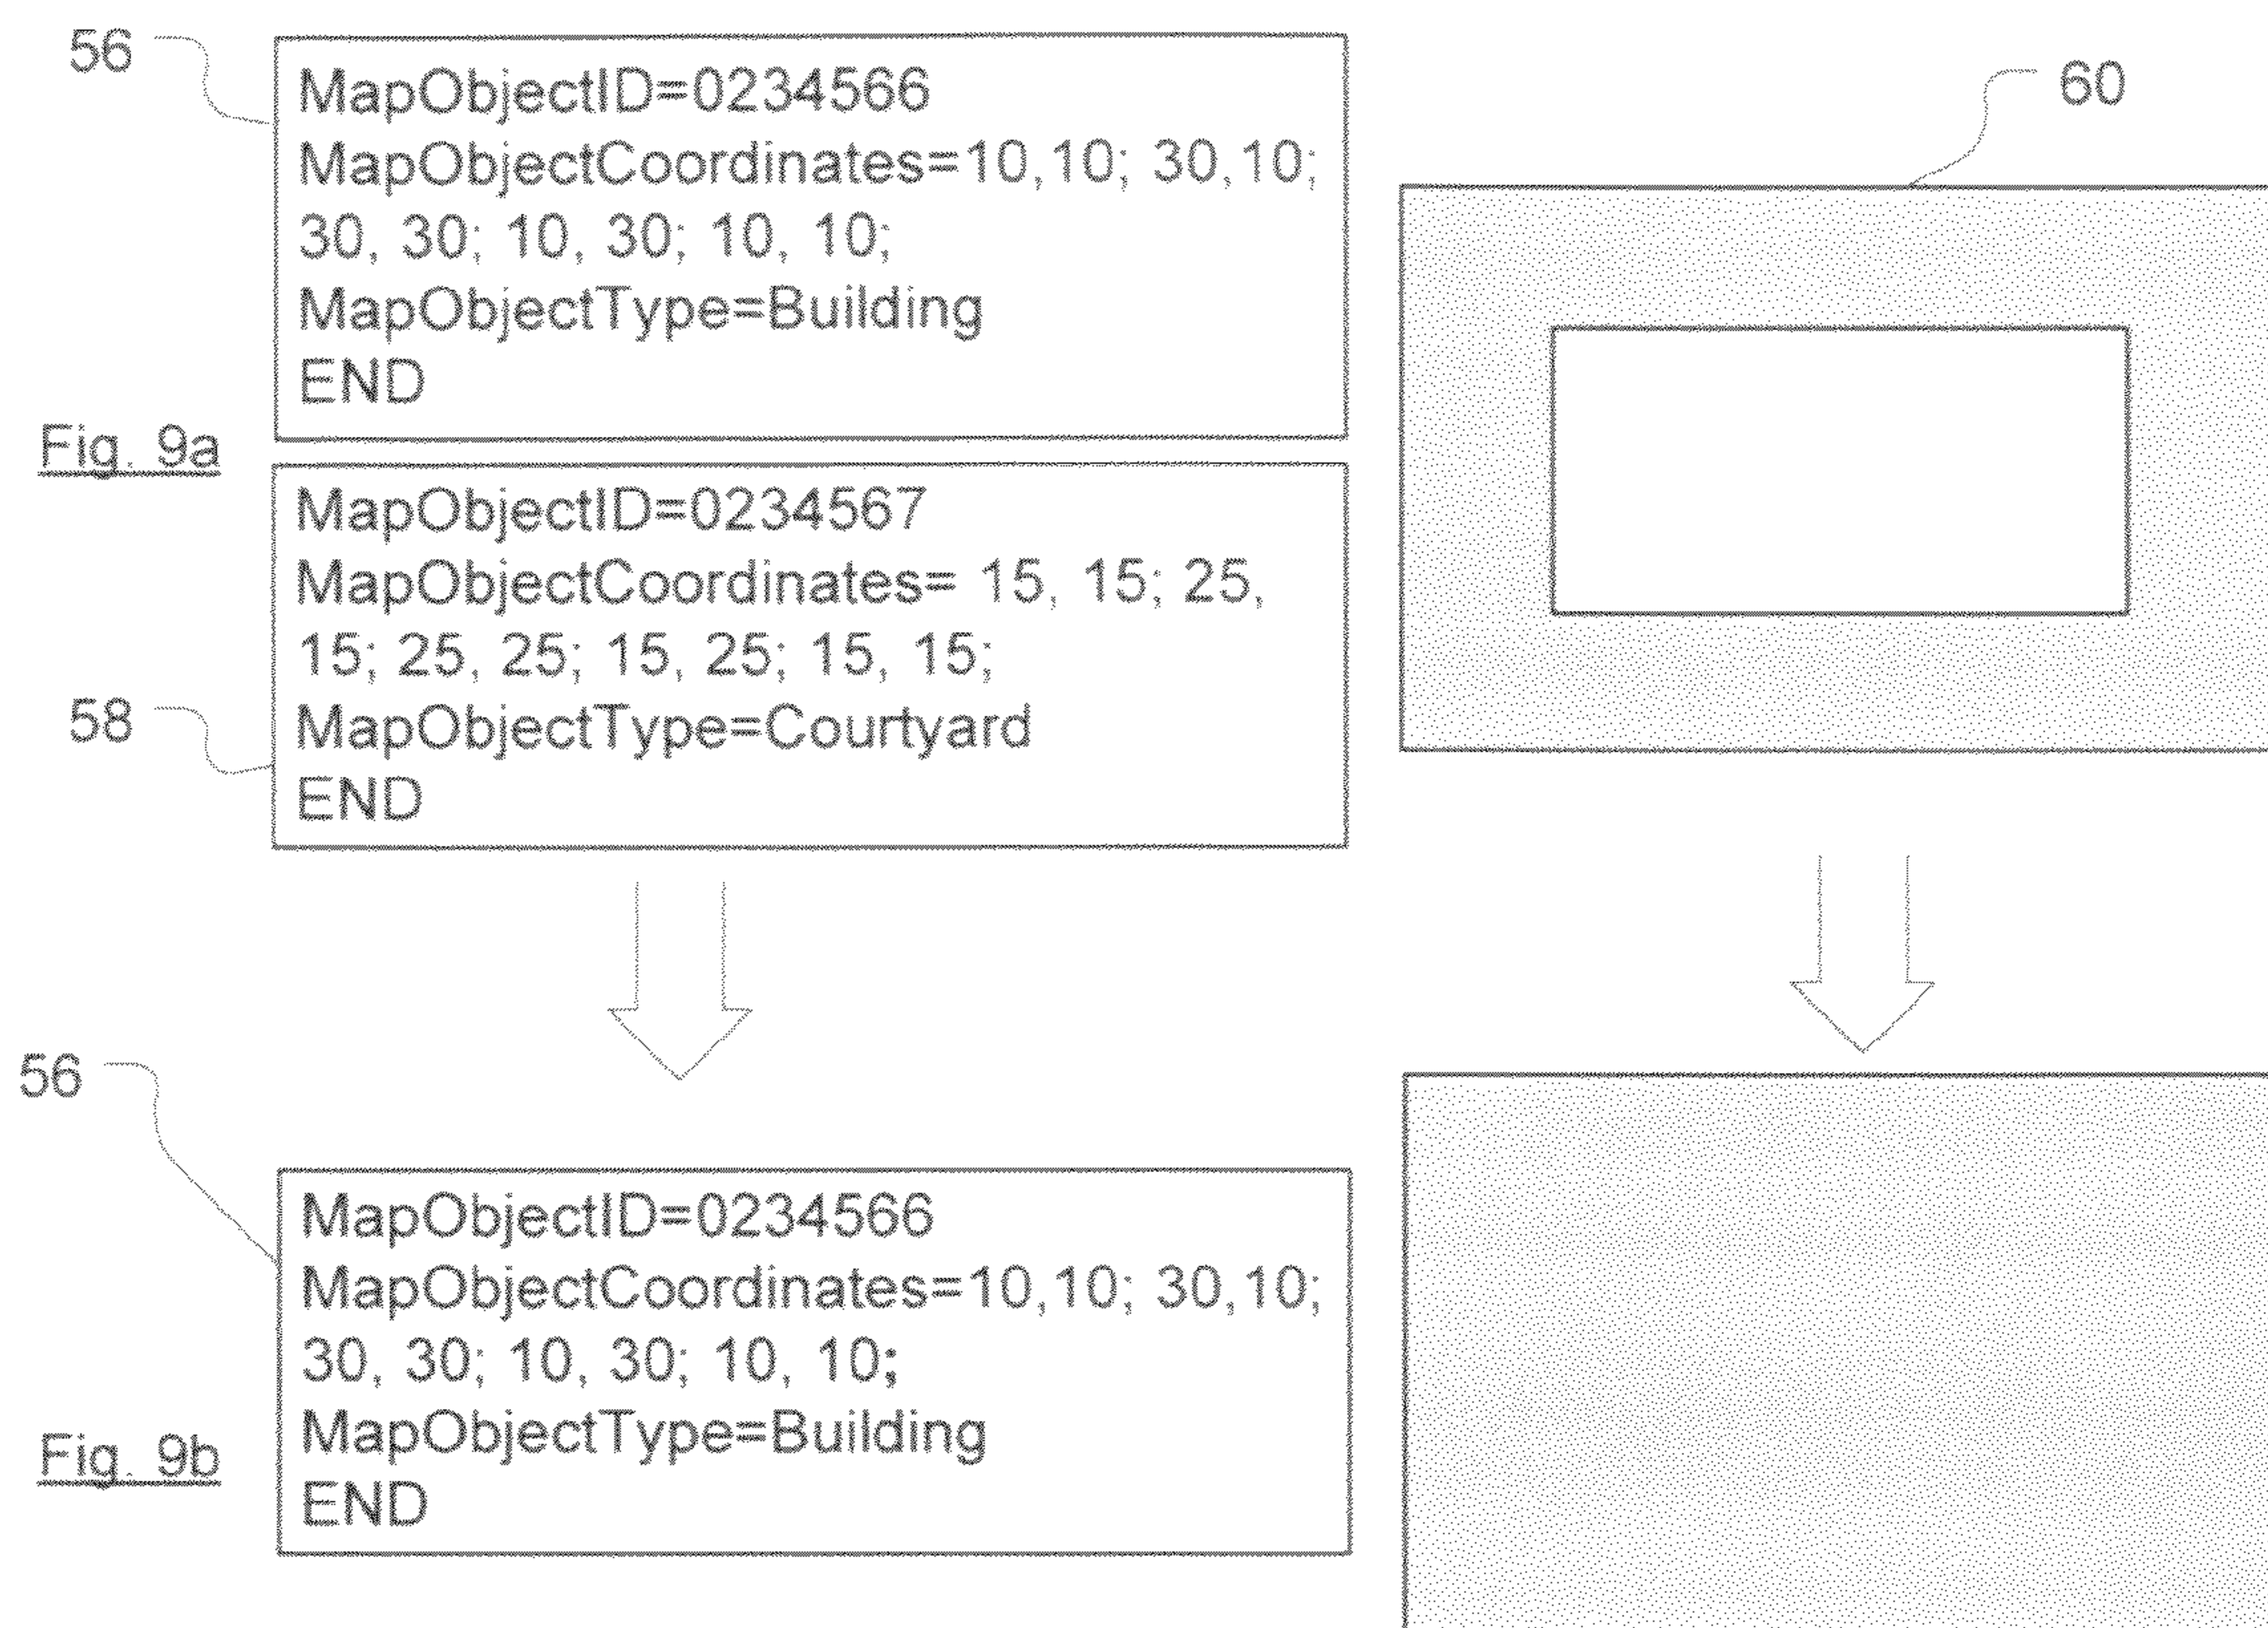 56
MapObjectID=0234566
MapObjectCoordinates=10,10; 30,10;
30, 30; 10, 30; 10, 10;
MapObjectType=Building
END
60
Fig. 9a
MapObjectID=0234567
MapObjectCoordinates= 15, 15; 25,
15; 25, 25; 15, 25; 15, 15;
58
MapObjectType=Courtyard
END
56
MapObjectID=0234566
MapObjectCoordinates=10,10; 30,10;
30, 30; 10, 30; 10, 10;
MapObjectType=Building
END
Fig. 9b